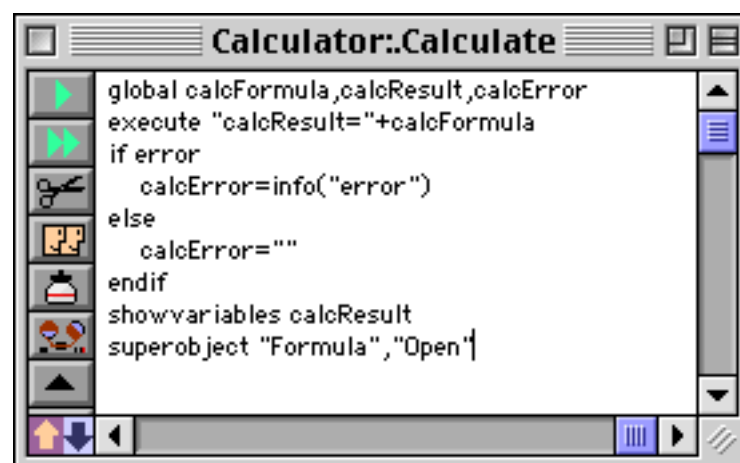 Calculator:.Calculate
global calcFormula,calcResult,calcError
execute "calcResult="+calcFormula
if error
calcError=info("error")
else
calcError=""
endif
showvariables calcResult
superobject "Formula","Open"